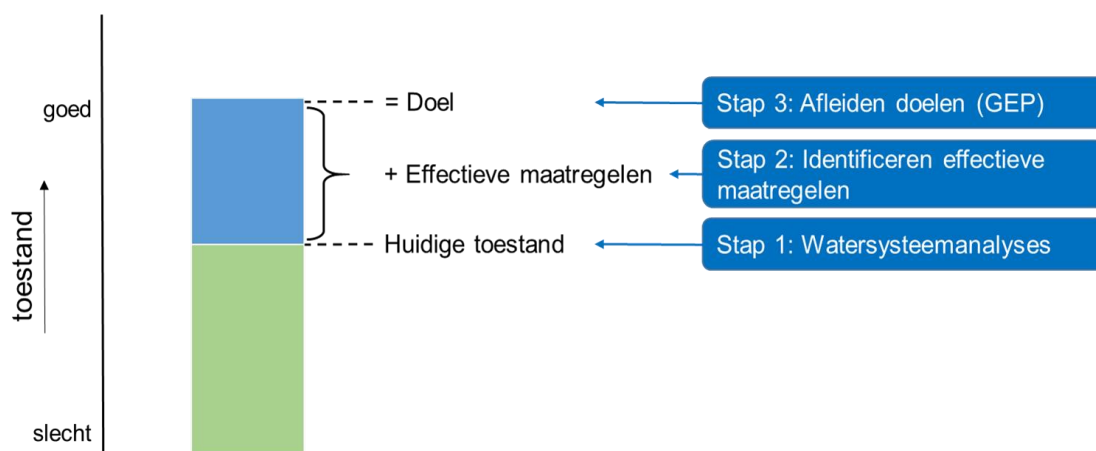 goed
= Doel
Stap 3: Afleiden doelen (GEP)
+ Effectieve maatregelen
Stap 2: Identificeren effectieve
maatregelen
Huidige toestand
Stap 1: Watersysteemanalyses
toestand
slecht